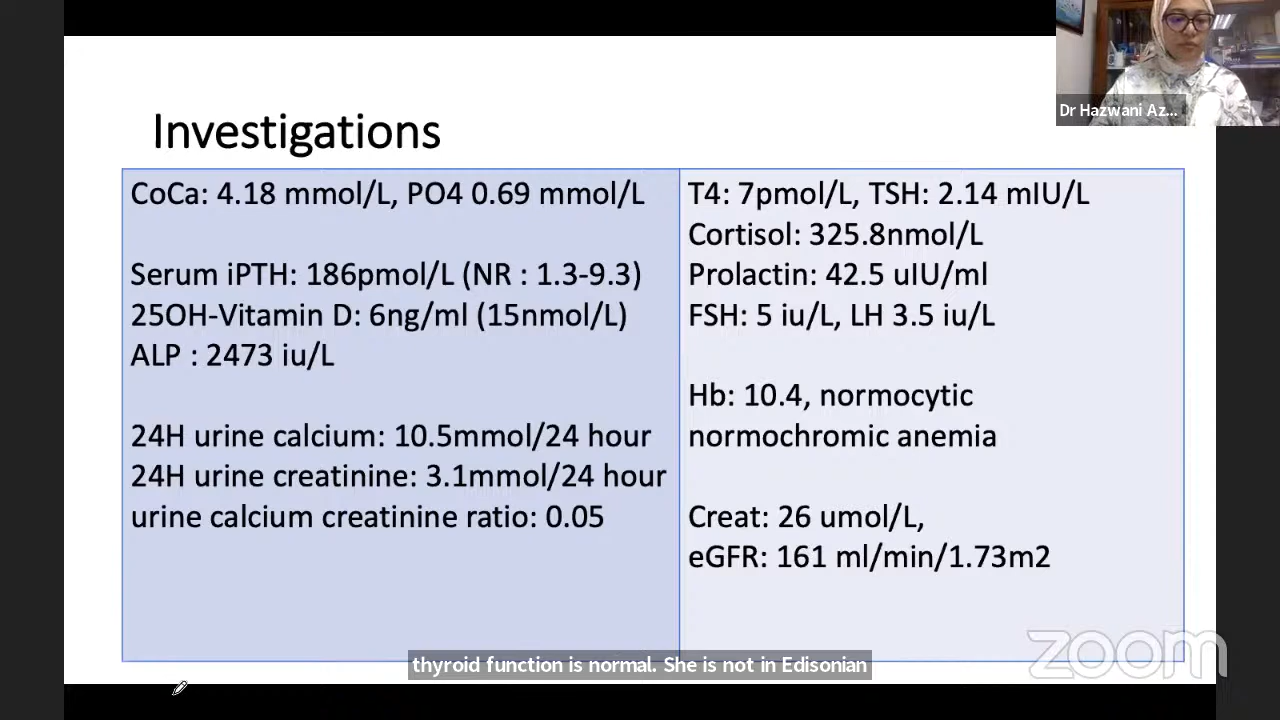 Dr Hazwani Az...
Investigations
CoCa: 4.18 mmol/L, PO4 0.69 mmol/L
Serum iPTH: 186pmol/L (NR : 1.3-9.3)
25OH-Vitamin D: 6ng/ml (15nmol/L)
ALP : 2473 iu/L
24H urine calcium: 10.5mmol/24 hour
24H urine creatinine: 3.1mmol/24 hour
urine calcium creatinine ratio: 0.05
T4: 7pmol/L, TSH: 2.14 mIU/L
Cortisol: 325.8nmol/L
Prolactin: 42.5 uIU/ml
FSH: 5 iu/L, LH 3.5 iu/L
Hb: 10.4, normocytic
normochromic anemia
Creat: 26 umol/L,
eGFR: 161 ml/min/1.73m2
thyroid function is normal. She is not in Edisonian
zoom